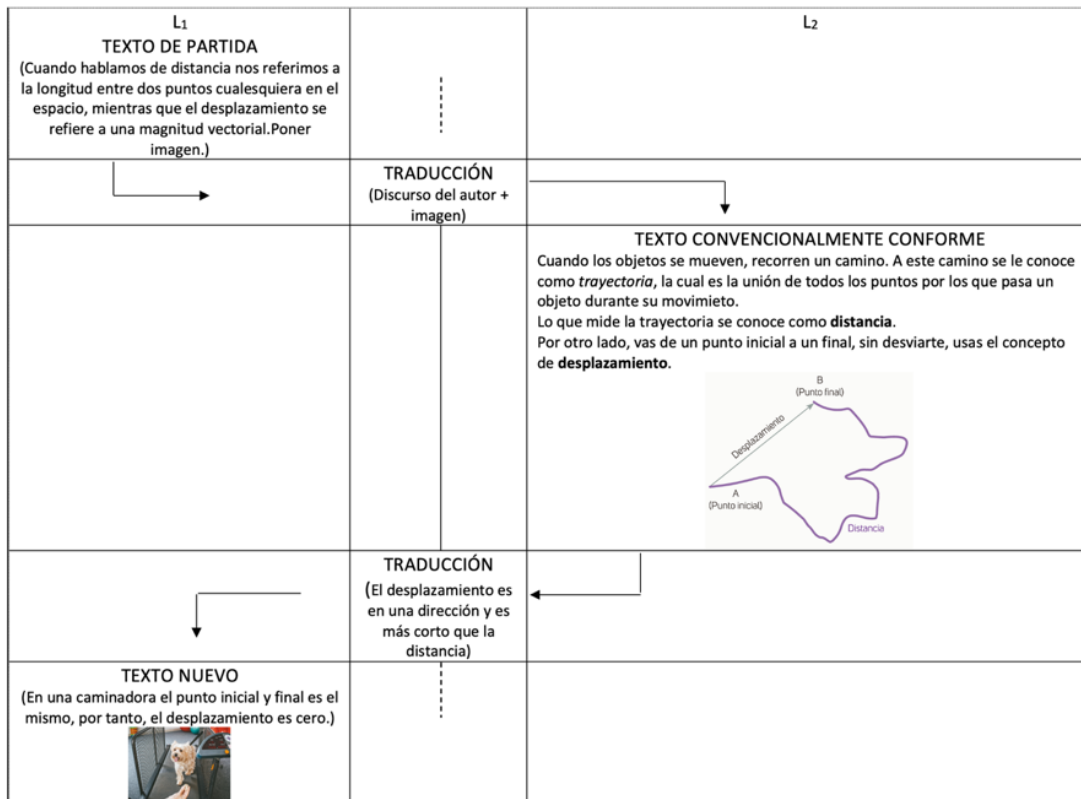 L1
TEXTO DE PARTIDA
(Cuando hablamos de distancia nos referimos a
la longitud entre dos puntos cualesquiera en el
espacio, mientras que el desplazamiento se
refiere a una magnitud vectorial.Poner
imagen.)
L2
TRADUCCIÓN
(Discurso del autor +
imagen)
TEXTO CONVENCIONALMENTE CONFORME
Cuando los objetos se mueven, recorren un camino. A este camino se le conoce
como trayectoria, la cual es la unión de todos los puntos por los que pasa un
objeto durante su movimieto.
Lo que mide la trayectoria se conoce como distancia.
Por otro lado, vas de un punto inicial a un final, sin desviarte, usas el concepto
de desplazamiento.
B
(Punto final)
Desplazamiento
A
(Punto inicial)
Distancia
TRADUCCIÓN
(El desplazamiento es
en una dirección y es
más corto que la
distancia)
TEXTO NUEVO
(En una caminadora el punto inicial y final es el
mismo, por tanto, el desplazamiento es cero.)